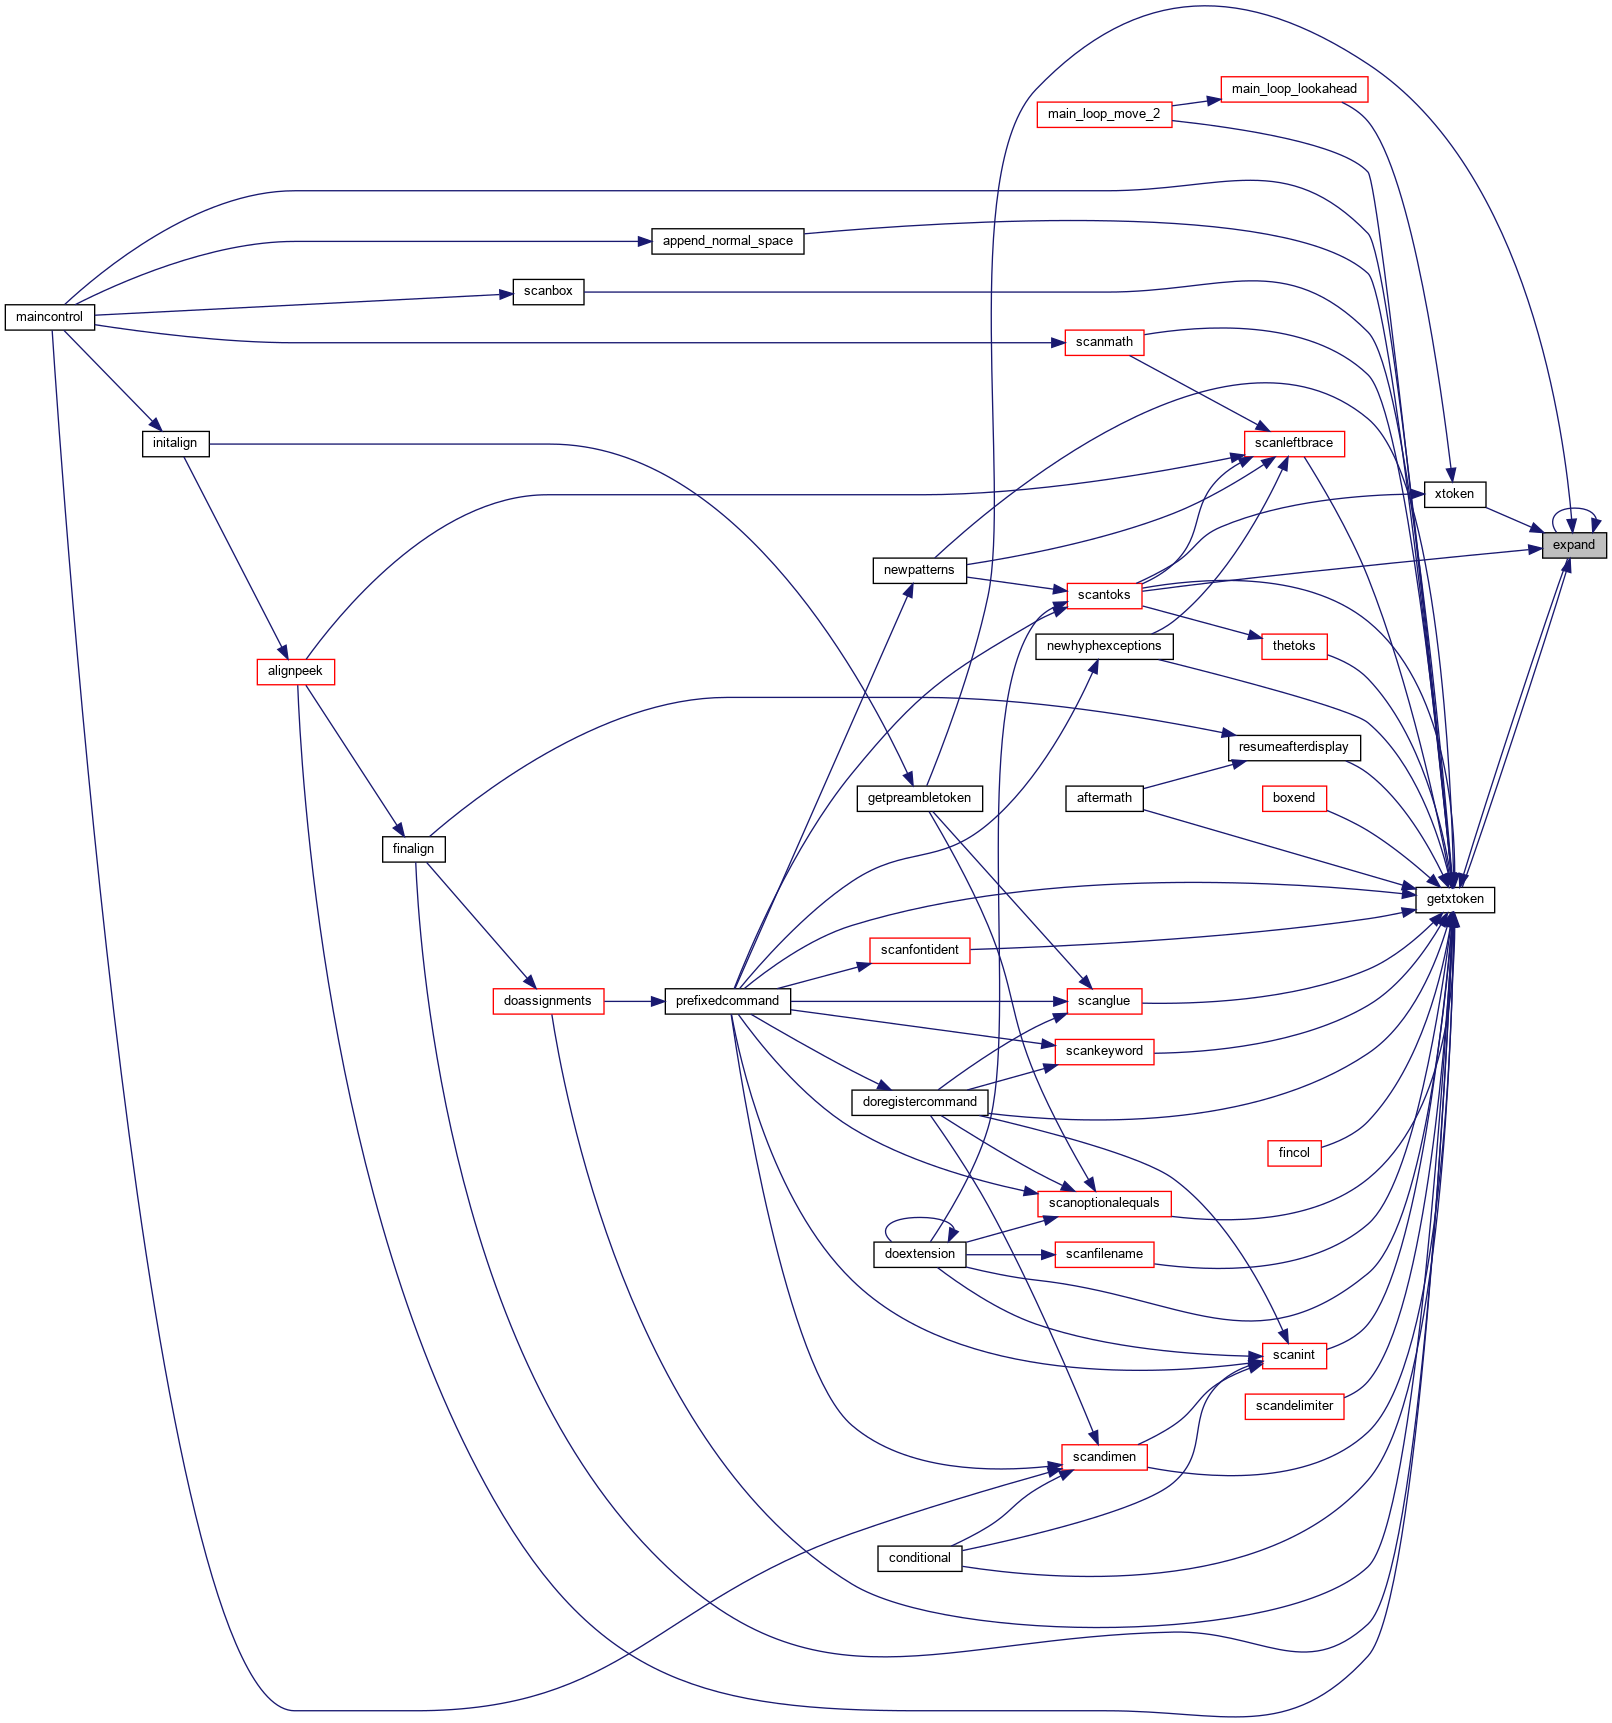 main_loop_lookahead
main_loop_move_2
append_normal_space
scanbox
maincontrol
scanmath
initalign
scanleftbrace
xtoken
expand
newpatterns
scantoks
newhyphexceptions
thetoks
alignpeek
resumeafterdisplay
getpreambletoken
aftermath
boxend
finalign
getxtoken
scanfontident
doassignments
prefixedcommand
scanglue
scankeyword
doregistercommand
fincol
scanoptionalequals
doextension
scanfilename
scanint
scandelimiter
scandimen
conditional